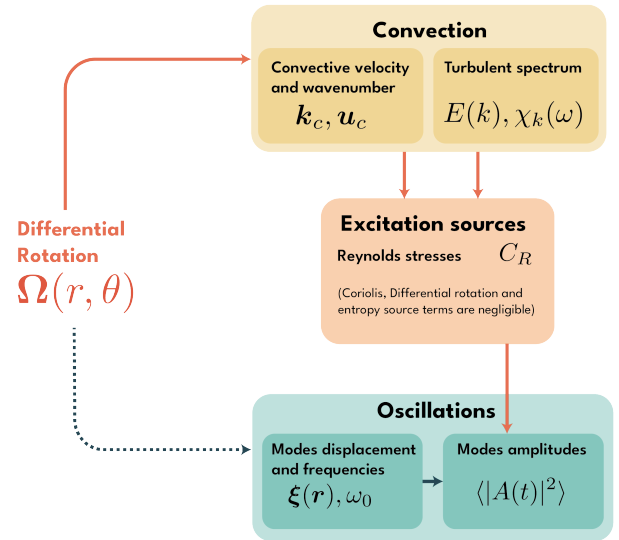 Convection
Convective velocity
and wavenumber
𝒌_c, 𝒖_c
Turbulent spectrum
E(k), χ_k(ω)
Differential
Rotation
𝛀(r, θ)
Excitation sources
Reynolds stresses C_R
(Coriolis, Differential rotation and
entropy source terms are negligible)
Oscillations
Modes displacement
and frequencies
𝝃(𝒓), ω_0
Modes amplitudes
⟨|A(t)|²⟩